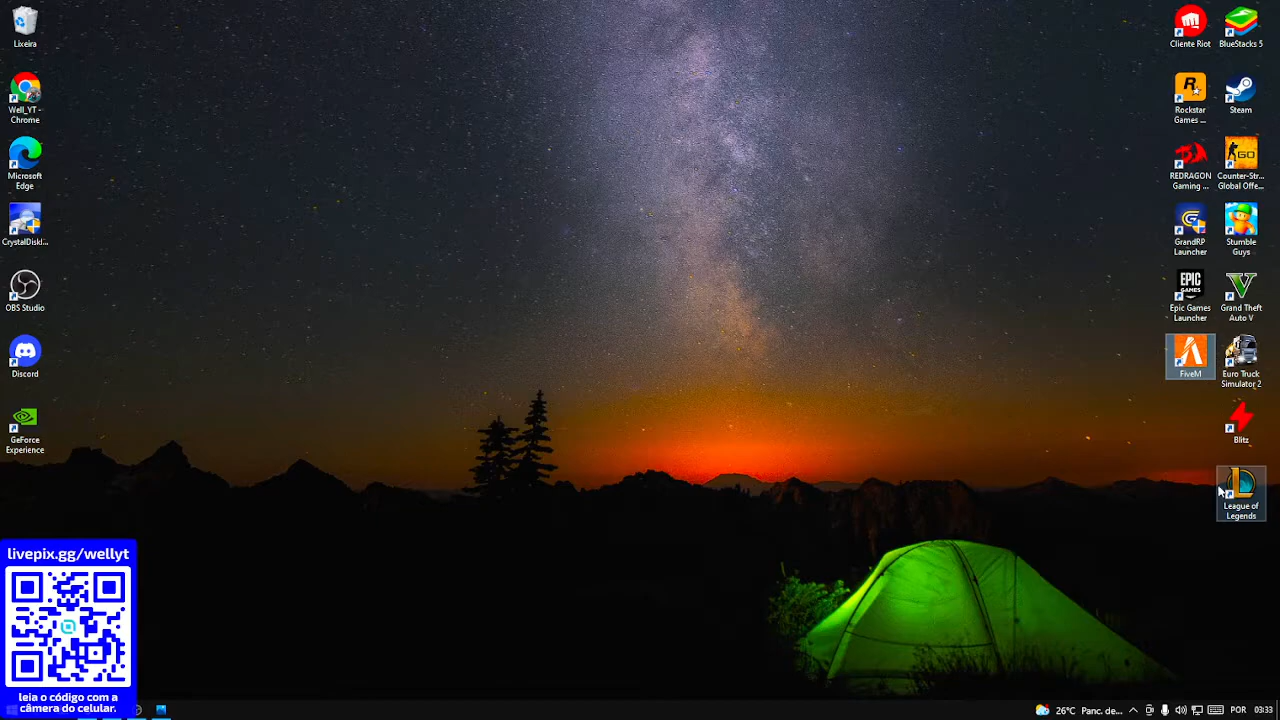 Lixeira
Well_YT -
Chrome
Microsoft
Edge
CrystalDiskI...
OBS Studio
Discord
GeForce
Experience
Cliente Riot
BlueStacks 5
Rockstar
Games ...
Steam
REDRAGON
Gaming ...
GO
Counter-Str...
Global Offe...
GrandRP
Launcher
Stumble
Guys
EPIC
GAMES
Epic Games
Launcher
V
Grand Theft
Auto V
FiveM
Euro Truck
Simulator 2
Blitz
League of
Legends
livepix.gg/wellyt
leia o código com a
câmera do celular.
26°C Panc. de... POR 03:33